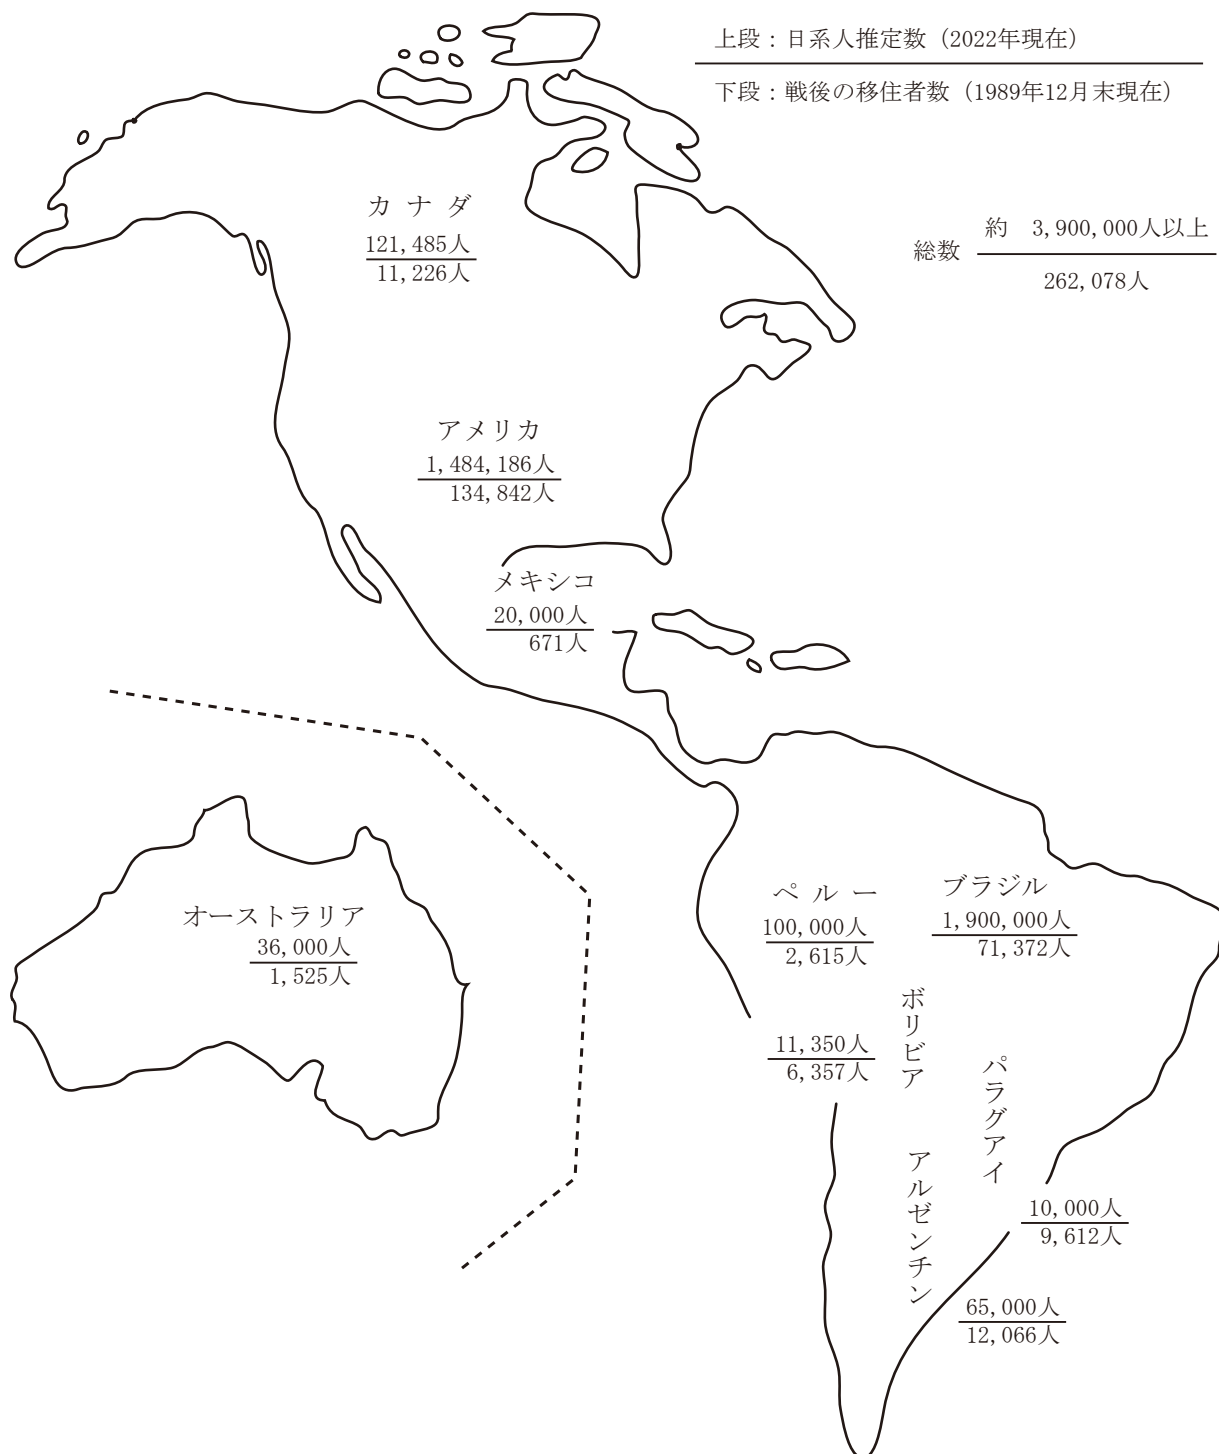 上段：日系人推定数（2022年現在）
下段：戦後の移住者数（1989年12月末現在）
総数
約　3,900,000人以上
262,078人
カ ナ ダ
121,485人
11,226人
アメリカ
1,484,186人
134,842人
メキシコ
20,000人
671人
オーストラリア
36,000人
1,525人
ペ ル ー
100,000人
2,615人
ブラジル
1,900,000人
71,372人
ボリビア
11,350人
6,357人
パラグアイ
10,000人
9,612人
アルゼンチン
65,000人
12,066人